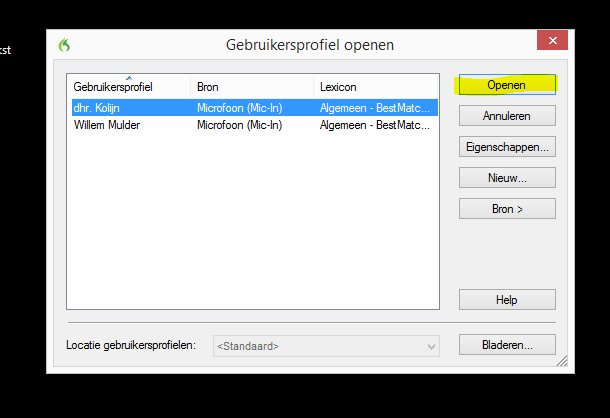 Gebruikersprofiel openen
Gebruikersprofiel Bron Lexicon
dhr. Kolijn Microfoon (Mic-In) Algemeen - BestMatc...
Willem Mulder Microfoon (Mic-In) Algemeen - BestMatc...
Openen
Annuleren
Eigenschappen...
Nieuw...
Bron >
Help
Locatie gebruikersprofielen: <Standaard>
Bladeren...